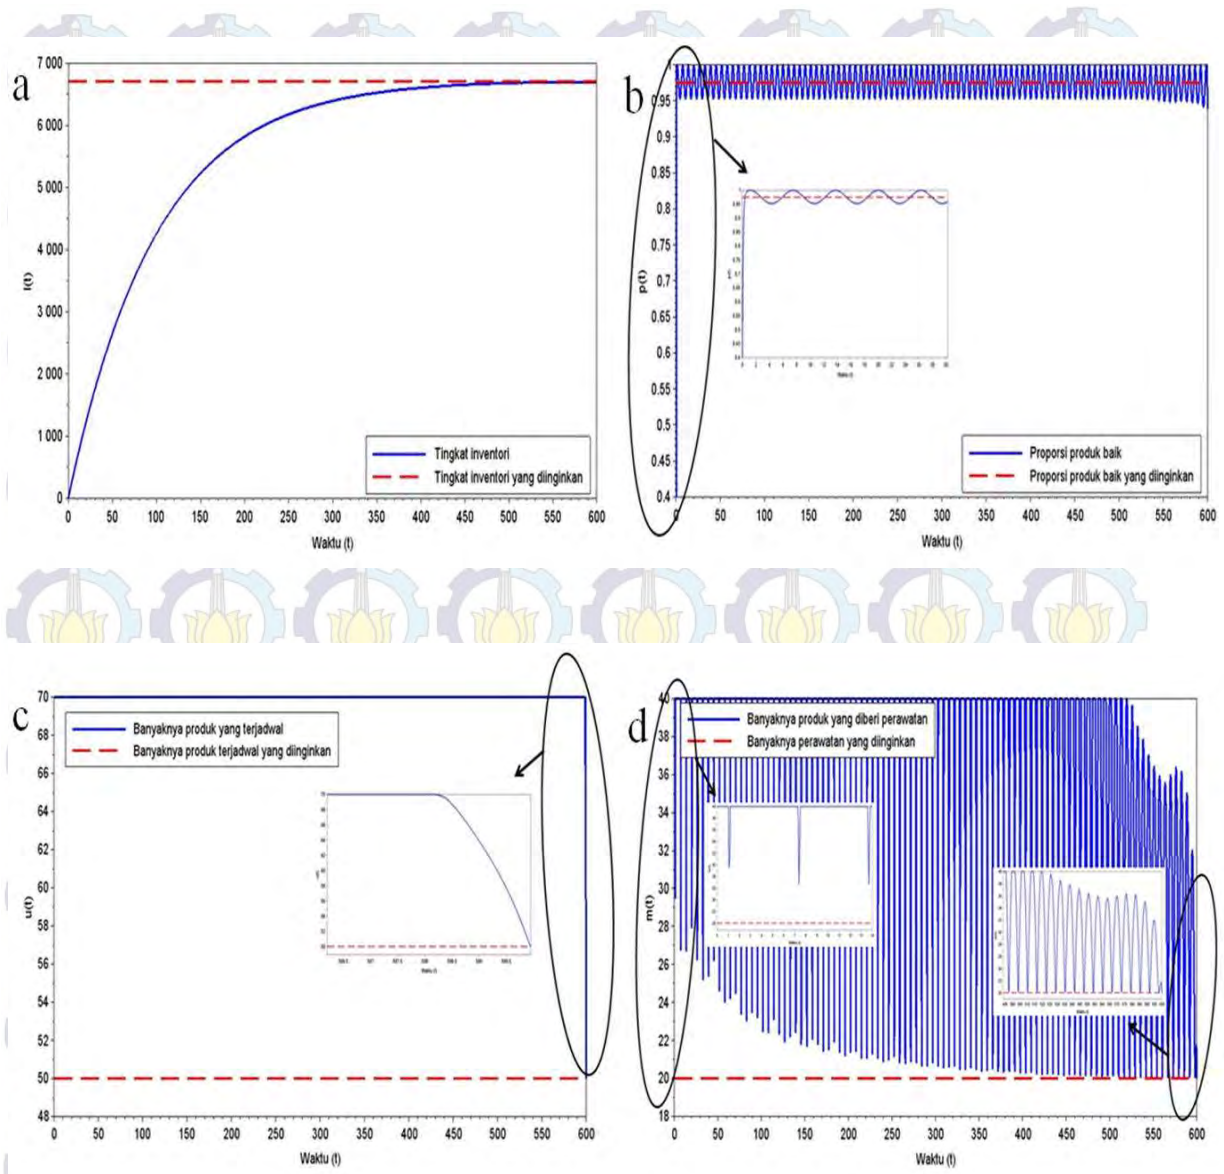 a
7 000
6 000
5 000
4 000
3 000
2 000
1 000
0
I(t)
0 50 100 150 200 250 300 350 400 450 500 550 600
Waktu (t)
Tingkat inventori
Tingkat inventori yang diinginkan
b
1
0.95
0.9
0.85
0.8
0.75
0.7
0.65
0.6
0.55
0.5
0.45
0.4
p(t)
0 50 100 150 200 250 300 350 400 450 500 550 600
Waktu (t)
Proporsi produk baik
Proporsi produk baik yang diinginkan
Waktu (t)
c
70
68
66
64
62
60
58
56
54
52
50
48
u(t)
0 50 100 150 200 250 300 350 400 450 500 550 600
Waktu (t)
Banyaknya produk yang terjadwal
Banyaknya produk terjadwal yang diinginkan
Waktu (t)
d
40
38
36
34
32
30
28
26
24
22
20
18
m(t)
0 50 100 150 200 250 300 350 400 450 500 550 600
Waktu (t)
Banyaknya produk yang diberi perawatan
Banyaknya perawatan yang diinginkan
Waktu (t)
Waktu (t)